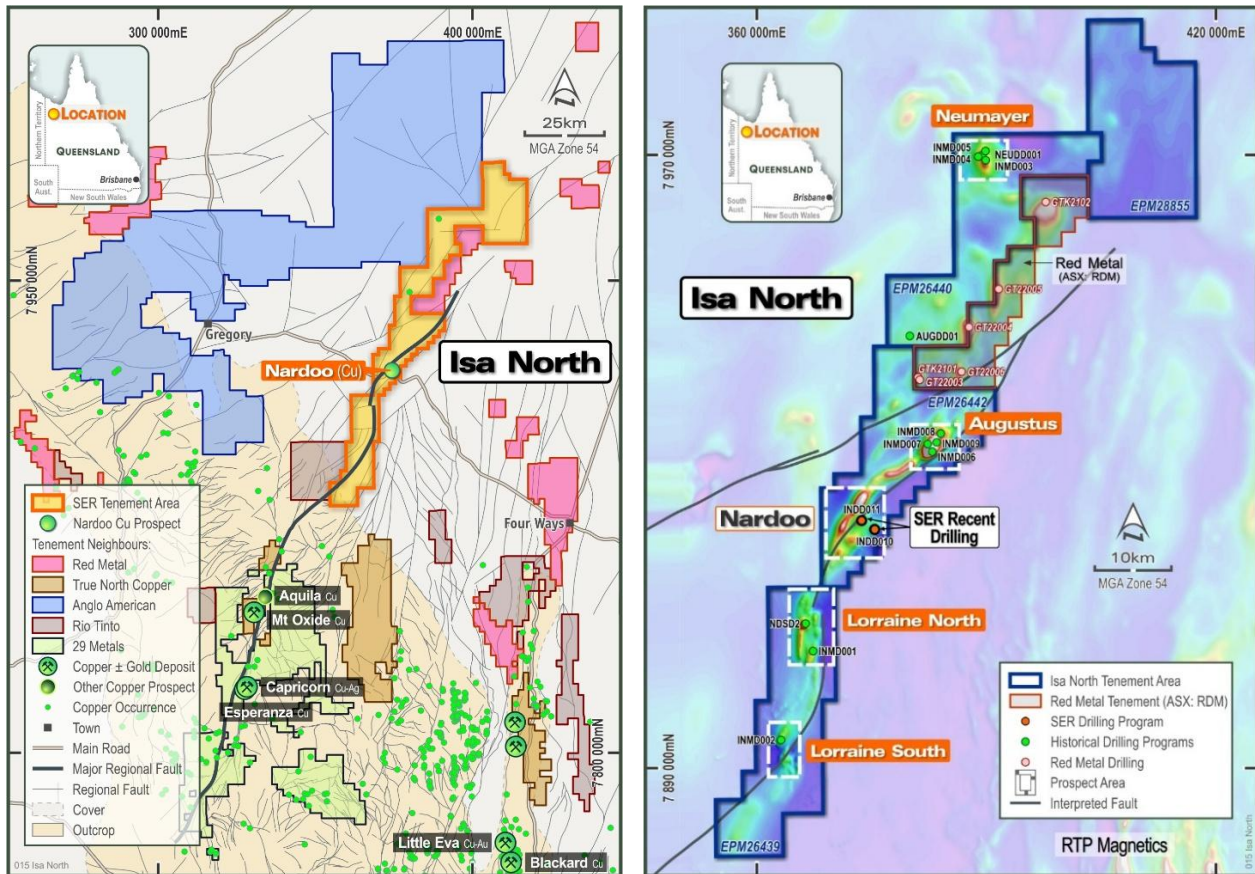 300 000mE
400 000mE
LOCATION
Northern Territory
QUEENSLAND
Brisbane
South
Aust.
New South Wales
25km
MGA Zone 54
7 950 000mN
Gregory
Nardoo (Cu)
Isa North
Four Ways
SER Tenement Area
Nardoo Cu Prospect
Tenement Neighbours:
Red Metal
True North Copper
Anglo American
Rio Tinto
29 Metals
Copper ± Gold Deposit
Other Copper Prospect
Copper Occurrence
Town
Main Road
Major Regional Fault
Regional Fault
Cover
Outcrop
Aquila Cu
Mt Oxide Cu
Capricorn Cu-Ag
Esperanza Cu
7 800 000mN
Little Eva Cu-Au
Blackard Cu
015 Isa North
360 000mE
420 000mE
LOCATION
Northern Territory
QUEENSLAND
Brisbane
South
Aust.
New South Wales
Neumayer
INMD005
INMD004
NEUDD001
INMD003
7 970 000mN
GTK2102
EPM28855
Red Metal
(ASX: RDM)
Isa North
EPM26440
GT22005
GT22004
AUGDD01
GTK2101
GT22006
GT22003
EPM26442
Augustus
INMD008
INMD007
INMD009
INMD006
Nardoo
INDD011
INDD010
SER Recent
Drilling
10km
MGA Zone 54
NDSD2
Lorraine North
INMD001
INMD002
Lorraine South
7 890 000mN
EPM26439
Isa North Tenement Area
Red Metal Tenement (ASX: RDM)
SER Drilling Program
Historical Drilling Programs
Red Metal Drilling
Prospect Area
Interpreted Fault
RTP Magnetics
015 Isa North